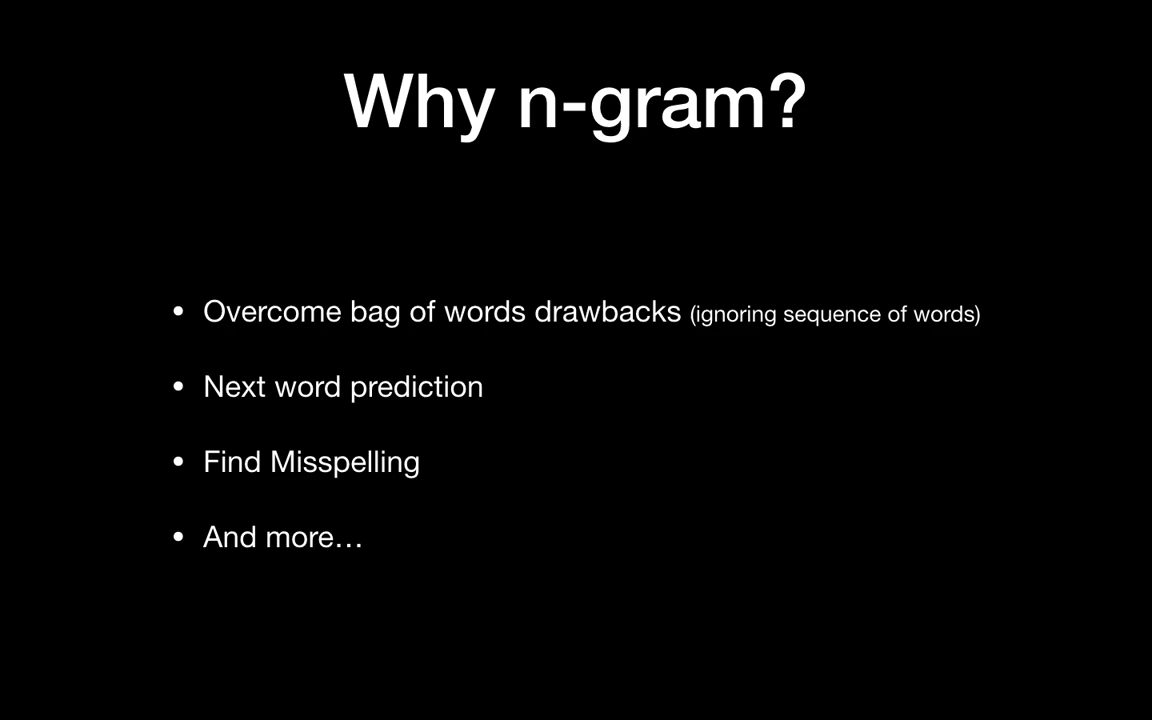 Why n-gram?
• Overcome bag of words drawbacks (ignoring sequence of words)
• Next word prediction
• Find Misspelling
• And more…